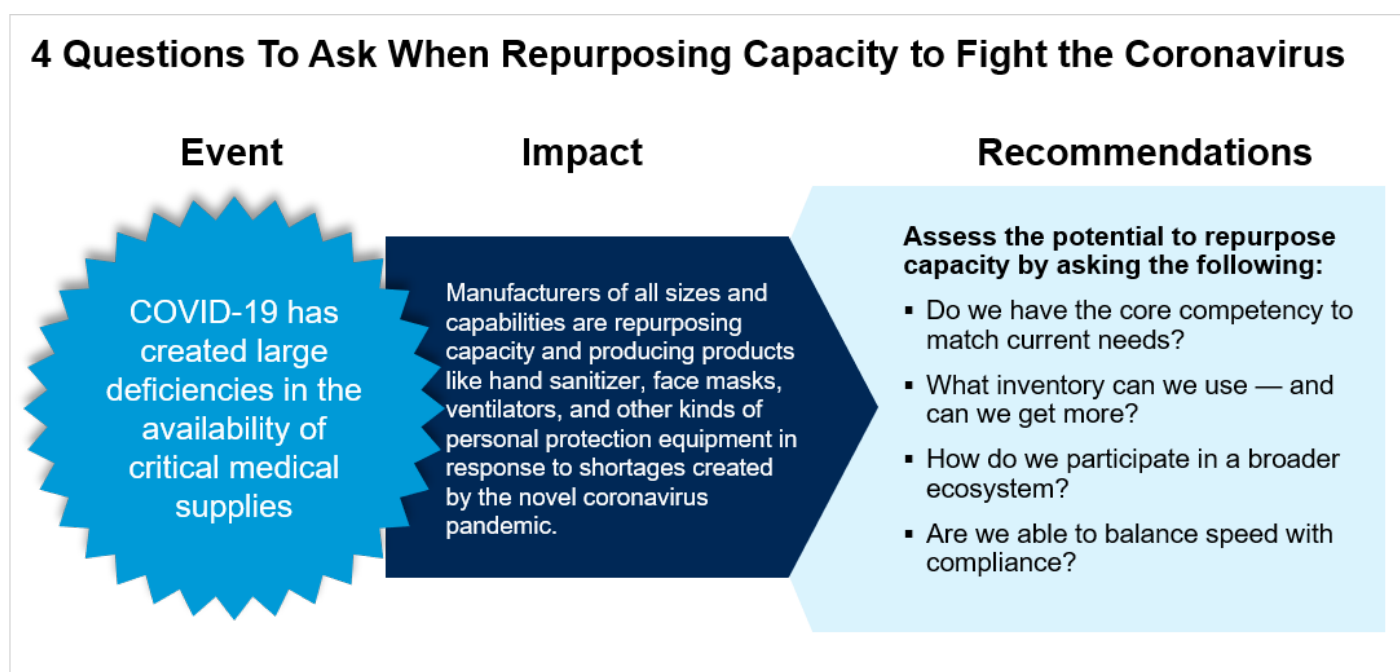 4 Questions To Ask When Repurposing Capacity to Fight the Coronavirus
Event
COVID-19 has
created large
deficiencies in the
availability of
critical medical
supplies
Impact
Manufacturers of all sizes and
capabilities are repurposing
capacity and producing products
like hand sanitizer, face masks,
ventilators, and other kinds of
personal protection equipment in
response to shortages created
by the novel coronavirus
pandemic.
Recommendations
Assess the potential to repurpose
capacity by asking the following:
▪ Do we have the core competency to
match current needs?
▪ What inventory can we use — and
can we get more?
▪ How do we participate in a broader
ecosystem?
▪ Are we able to balance speed with
compliance?